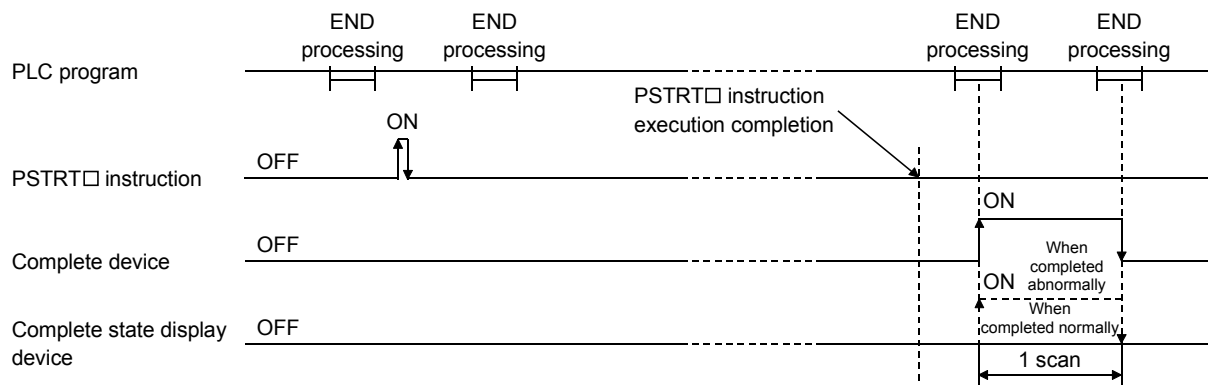 END processing
END processing
END processing
END processing
PLC program
PSTRT□ instruction
execution completion
ON
OFF
PSTRT□ instruction
ON
OFF
Complete device
When
completed
abnormally
ON
OFF
When
completed normally
Complete state display
device
1 scan